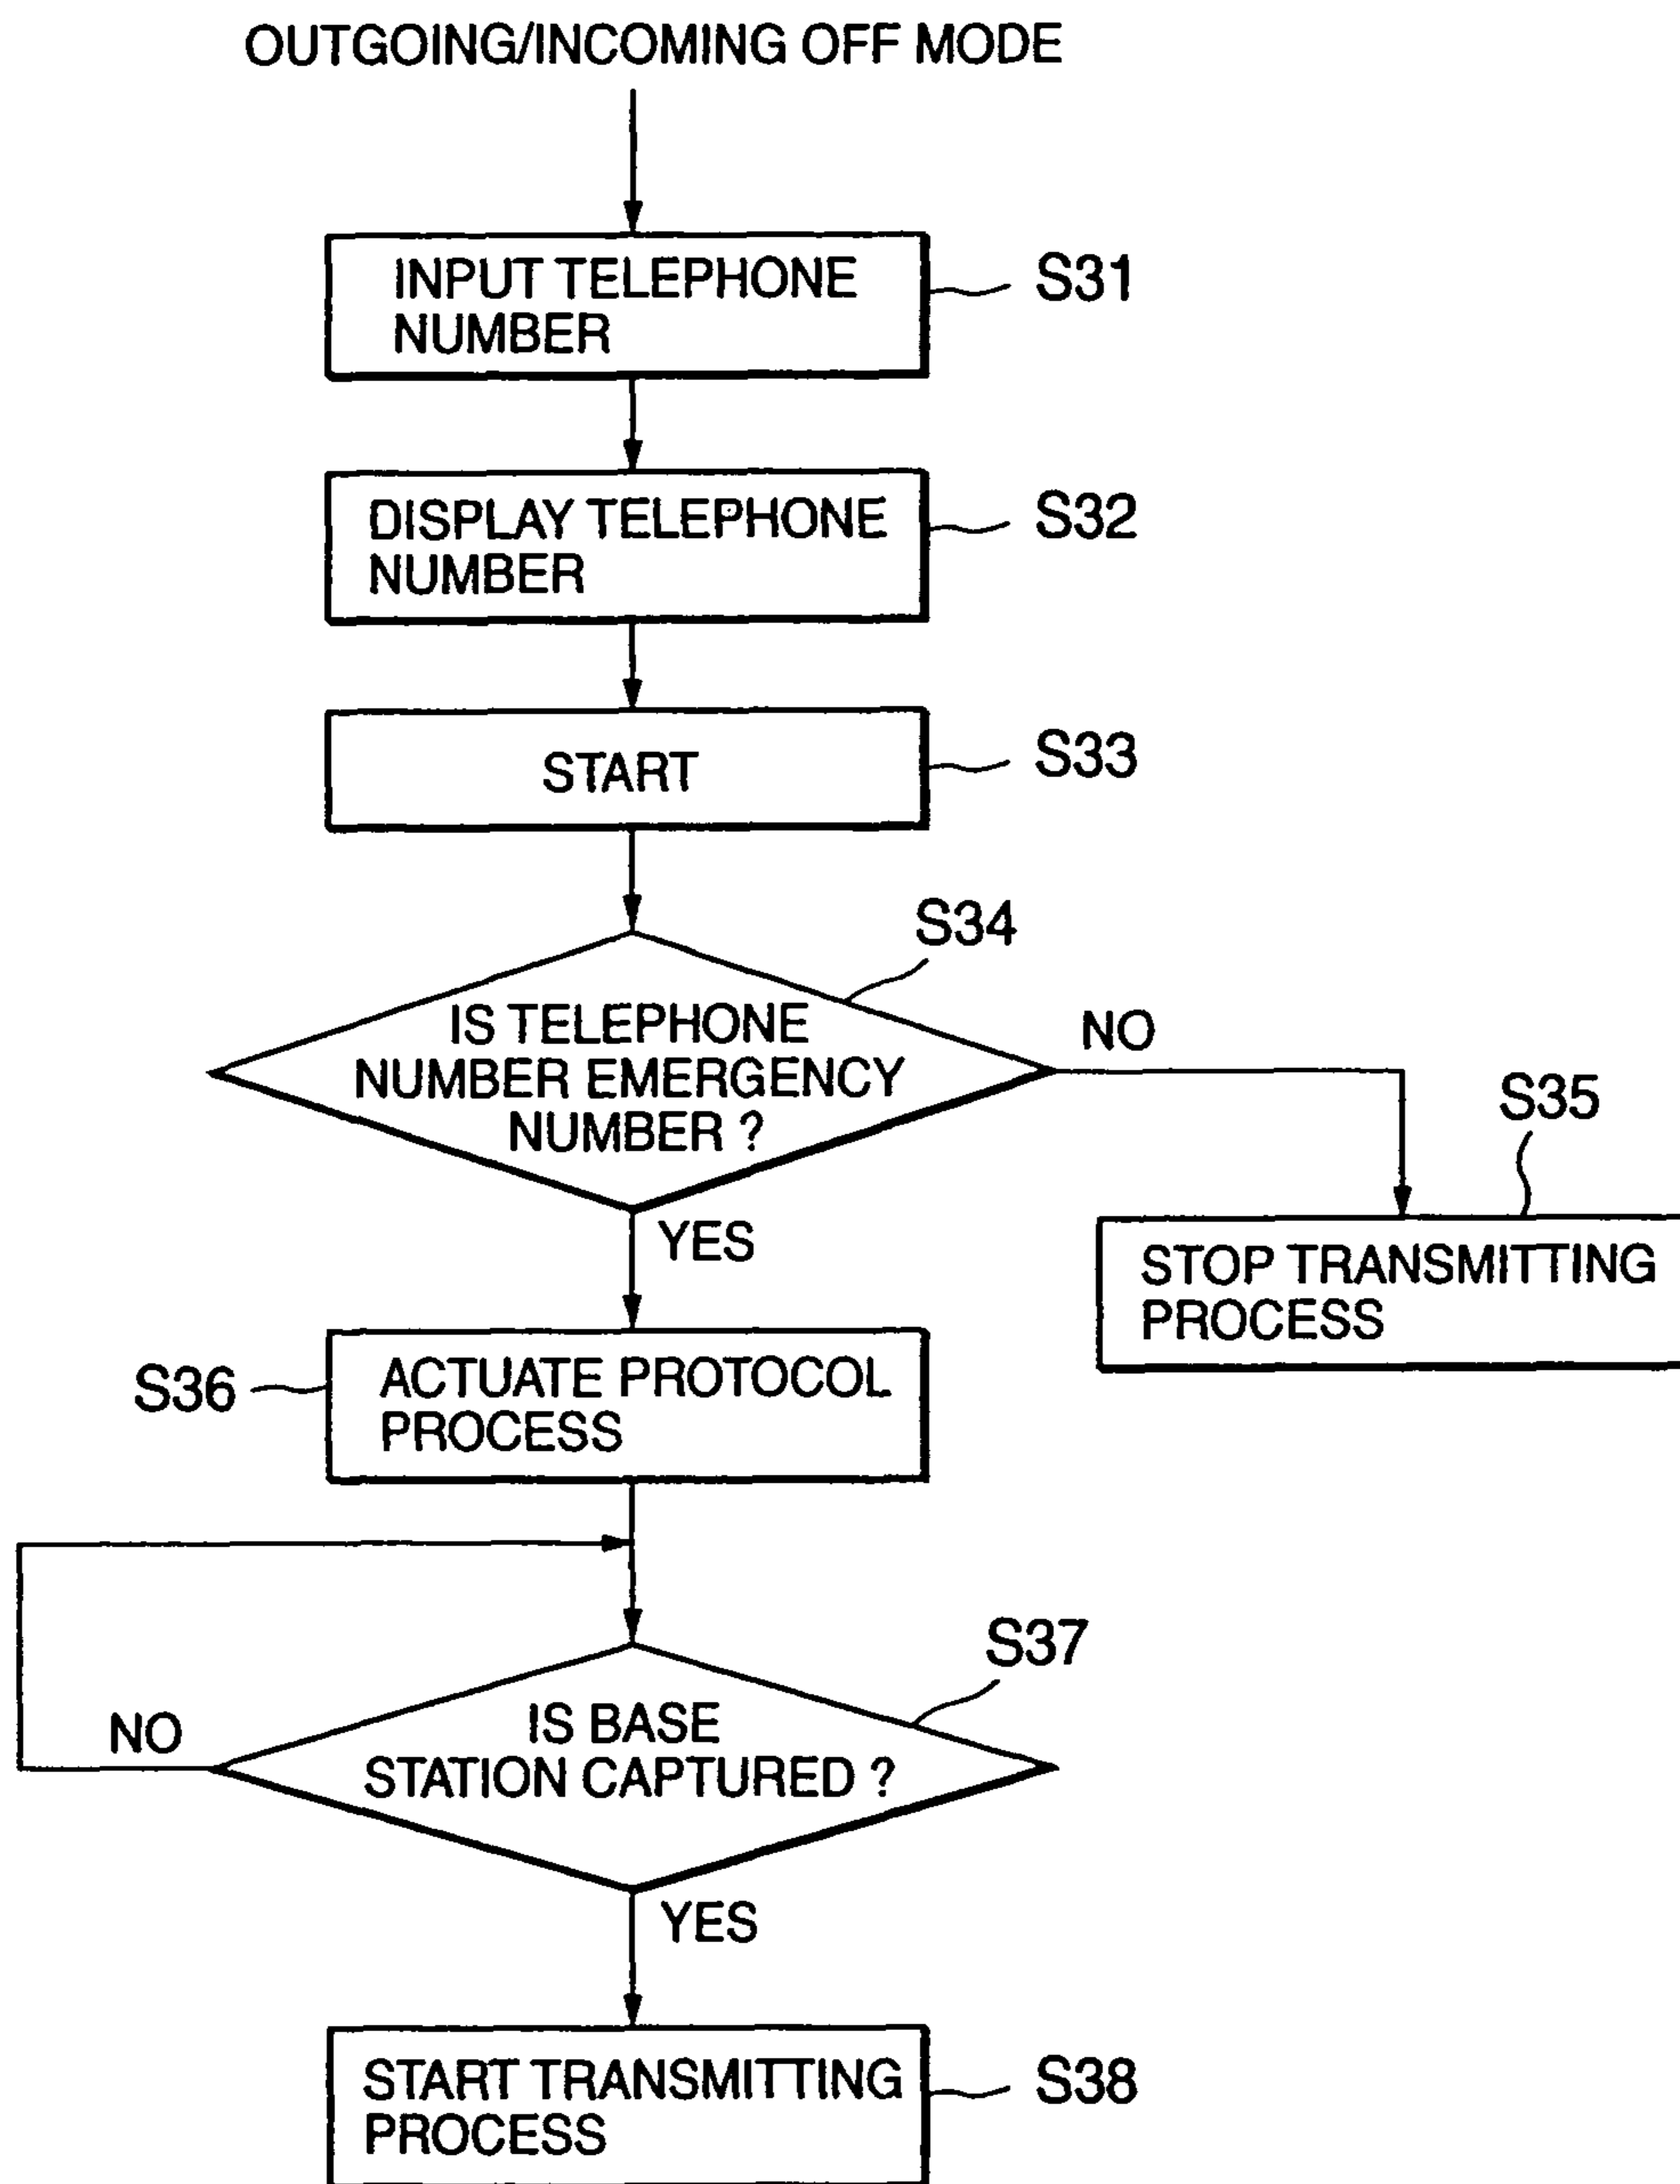 OUTGOING/INCOMING OFF MODE
INPUT TELEPHONE
NUMBER
S31
DISPLAY TELEPHONE
NUMBER
S32
START
S33
S34
IS TELEPHONE
NUMBER EMERGENCY
NUMBER ?
NO
YES
S35
STOP TRANSMITTING
PROCESS
S36
ACTUATE PROTOCOL
PROCESS
S37
IS BASE
STATION CAPTURED ?
NO
YES
START TRANSMITTING
PROCESS
S38